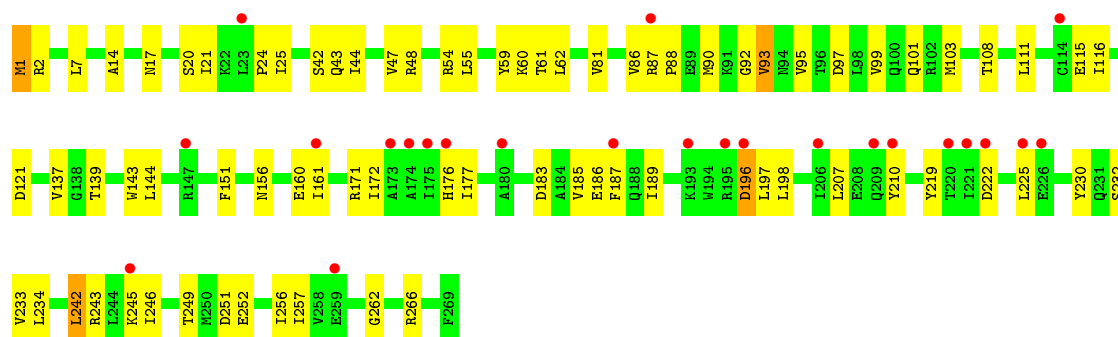 M1 R2 L7 A14 N17 S20 I21 K22 L23 P24 I25 S42 Q43 I44 V47 R48 R54 L55 Y59 K60 T61 L62 V81 V86 R87 P88 E89 M90 K91 G92 V93 N94 V95 T96 D97 L98 V99 Q100 Q101 R102 M103 T108 L111 C114 E115 I116
D121 V137 G138 T139 W143 L144 R147 F151 N156 E160 I161 R171 I172 A173 A174 I175 H176 I177 A180 D183 A184 V185 E186 F187 Q188 I189 K193 W194 R195 D196 L197 L198 I206 L207 E208 Q209 Y210 Y219 T220 I221 D222 L225 E226 Y230 Q231 S232
V233 L234 L242 R243 L244 K245 I246 T249 M250 D251 E252 I256 I257 V258 E259 G262 R266 F269